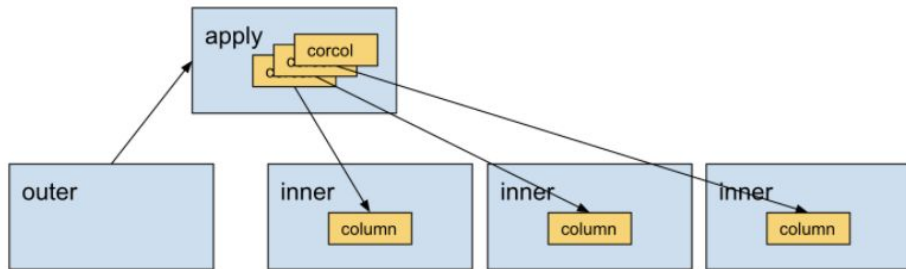 apply
corcol
outer
inner
column
inner
column
inner
column